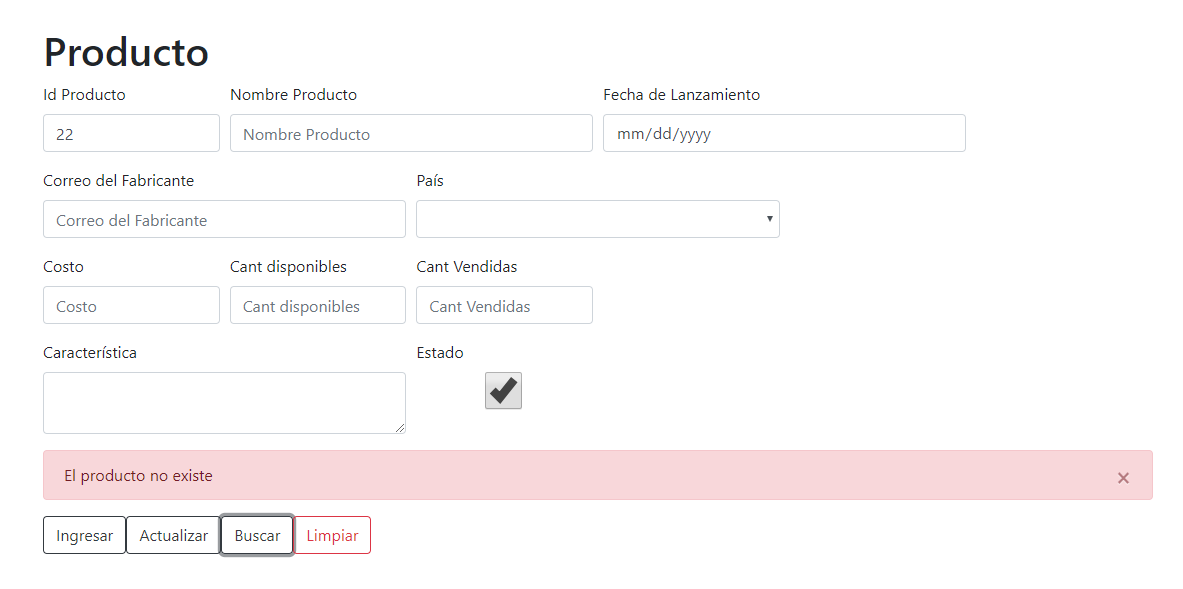 Producto
Id Producto Nombre Producto Fecha de Lanzamiento
22 Nombre Producto mm/dd/yyyy
Correo del Fabricante País
Correo del Fabricante
Costo Cant disponibles Cant Vendidas
Costo Cant disponibles Cant Vendidas
Característica Estado
El producto no existe ×
Ingresar Actualizar Buscar Limpiar